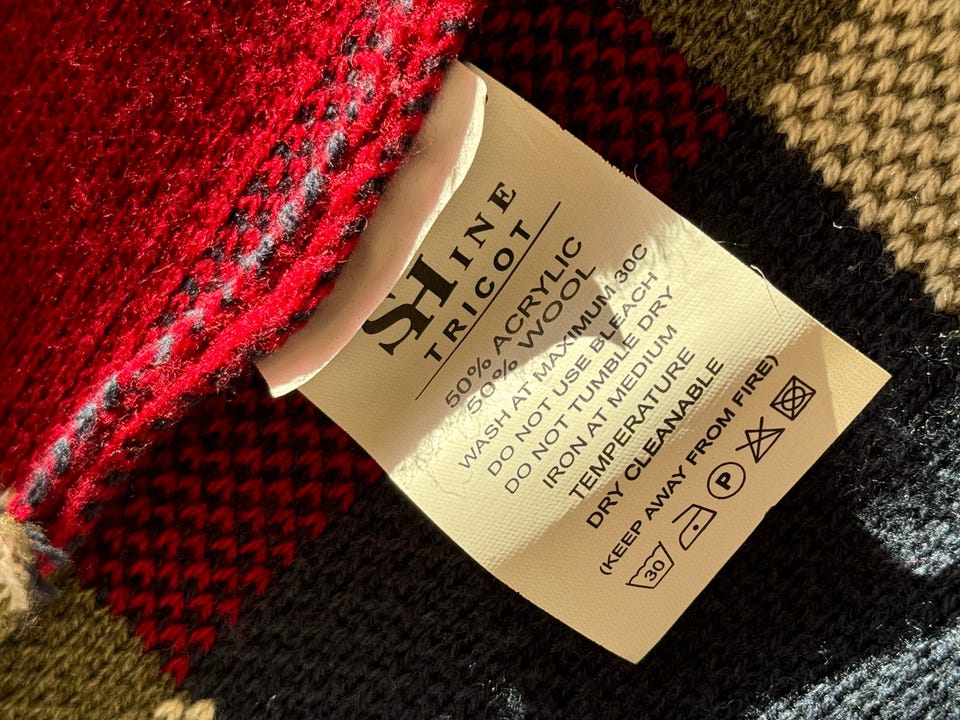 SHINE
TRICOT
50% ACRYLIC
50% WOOL
WASH AT MAXIMUM 30C
DO NOT USE BLEACH
DO NOT TUMBLE DRY
IRON AT MEDIUM
TEMPERATURE
DRY CLEANABLE
(KEEP AWAY FROM FIRE)
30 P